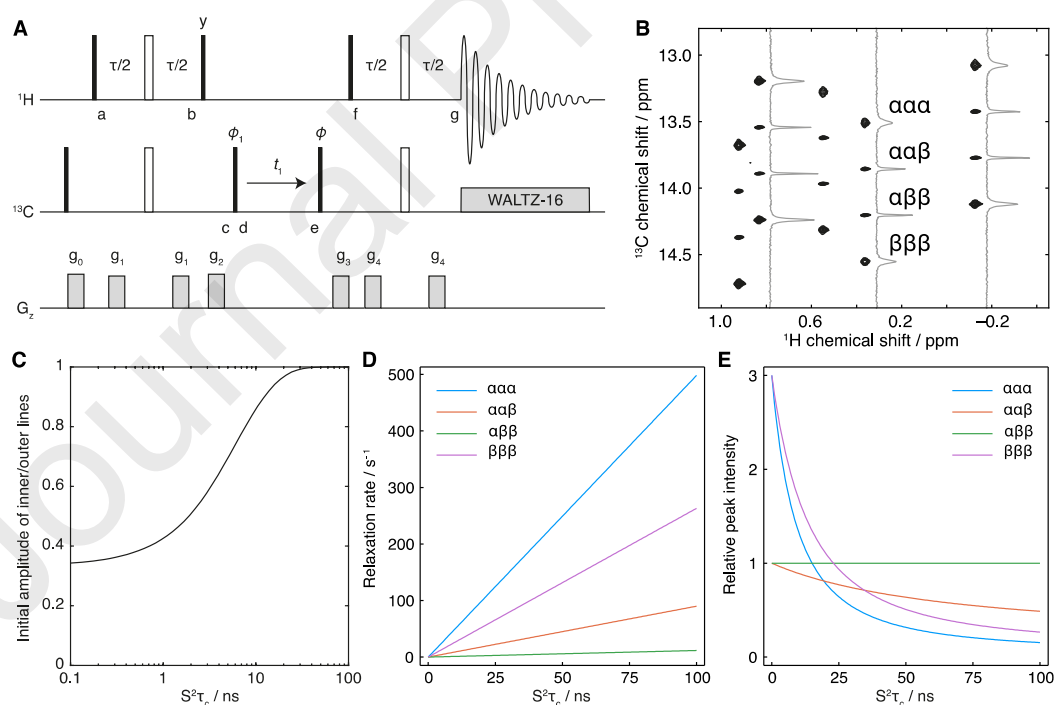 A
y
τ/2
τ/2
τ/2
τ/2
¹H
a
b
f
g
ϕ₁
ϕ
t₁
¹³C
WALTZ-16
c
d
e
g₀
g₁
g₁
g₂
g₃
g₄
g₄
G_z
B
13.0
13.5
14.0
14.5
¹³C chemical shift / ppm
ααα
ααβ
αββ
βββ
1.0
0.6
0.2
−0.2
¹H chemical shift / ppm
C
1
0.8
0.6
0.4
0.2
0
Initial amplitude of inner/outer lines
0.1
1
10
100
S²τc / ns
D
500
400
300
200
100
0
Relaxation rate / s⁻¹
ααα
ααβ
αββ
βββ
0
25
50
75
100
S²τc / ns
E
3
2
1
0
Relative peak intensity
ααα
ααβ
αββ
βββ
0
25
50
75
100
S²τc / ns
Journal P